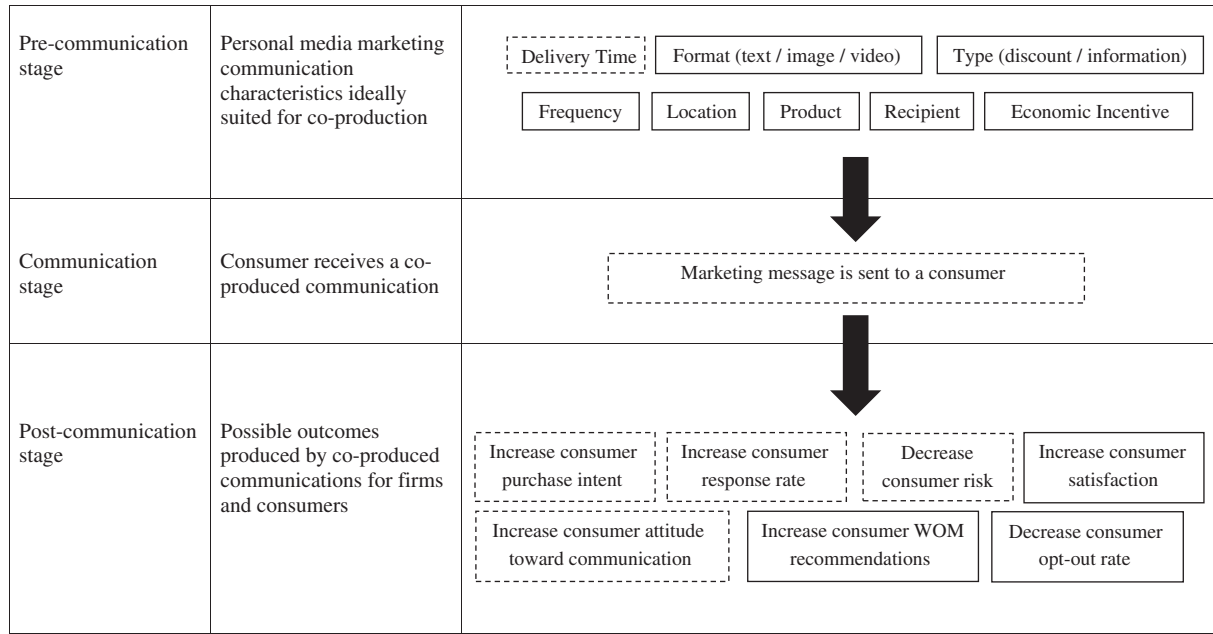 Pre-communication
stage
Personal media marketing
communication
characteristics ideally
suited for co-production
Delivery Time
Format (text / image / video)
Type (discount / information)
Frequency
Location
Product
Recipient
Economic Incentive
Communication
stage
Consumer receives a co-
produced communication
Marketing message is sent to a consumer
Post-communication
stage
Possible outcomes
produced by co-produced
communications for firms
and consumers
Increase consumer
purchase intent
Increase consumer
response rate
Decrease
consumer risk
Increase consumer
satisfaction
Increase consumer attitude
toward communication
Increase consumer WOM
recommendations
Decrease consumer
opt-out rate